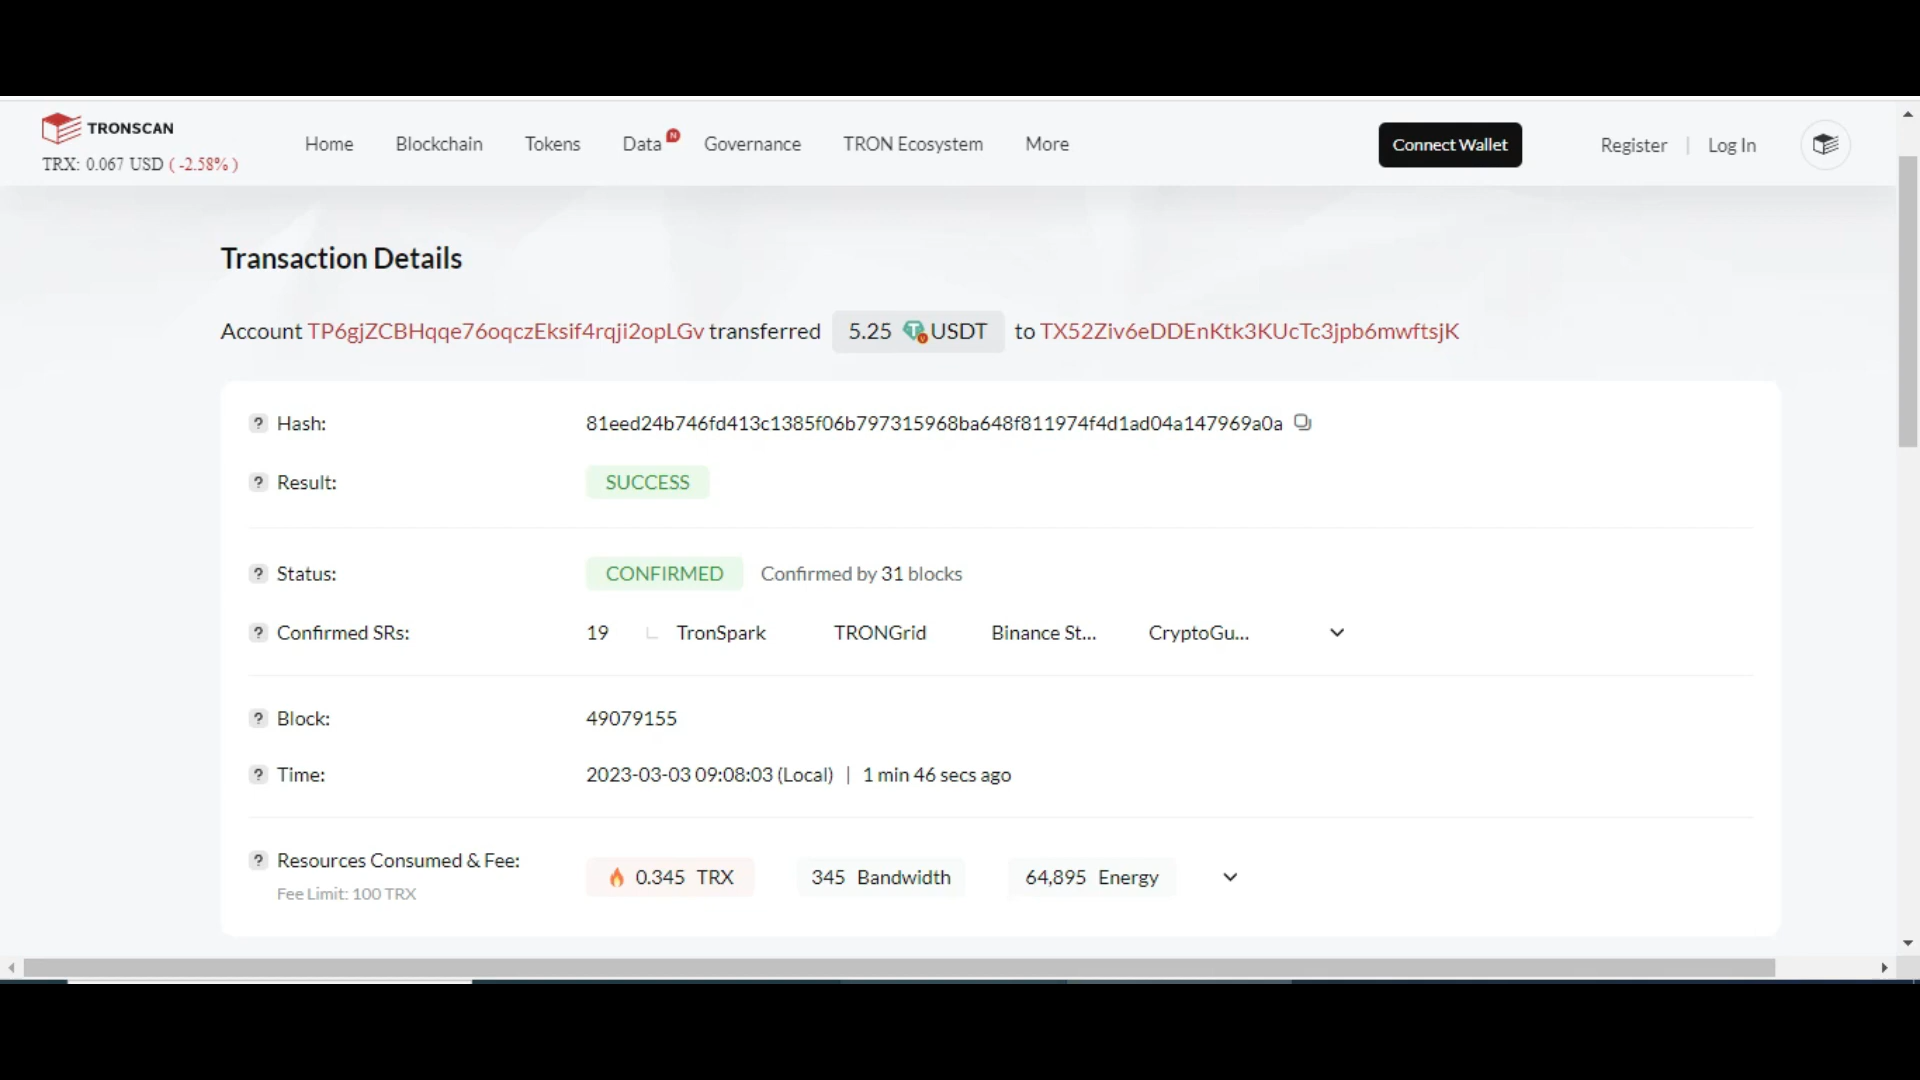 TRONSCAN
TRX: 0.067 USD ( -2.58% )
Home Blockchain Tokens Data N Governance TRON Ecosystem More
Connect Wallet
Register | Log In
Transaction Details
Account TP6gjZCBHqqe76oqczEksif4rqji2opLGv transferred 5.25 USDT to TX52Ziv6eDDEnKtk3KUcTc3jpb6mwftsjK
? Hash: 81eed24b746fd413c1385f06b797315968ba648f811974f4d1ad04a147969a0a
? Result: SUCCESS
? Status: CONFIRMED Confirmed by 31 blocks
? Confirmed SRs: 19 TronSpark TRONGrid Binance St... CryptoGu...
? Block: 49079155
? Time: 2023-03-03 09:08:03 (Local) | 1 min 46 secs ago
? Resources Consumed & Fee: 0.345 TRX 345 Bandwidth 64,895 Energy
Fee Limit: 100 TRX